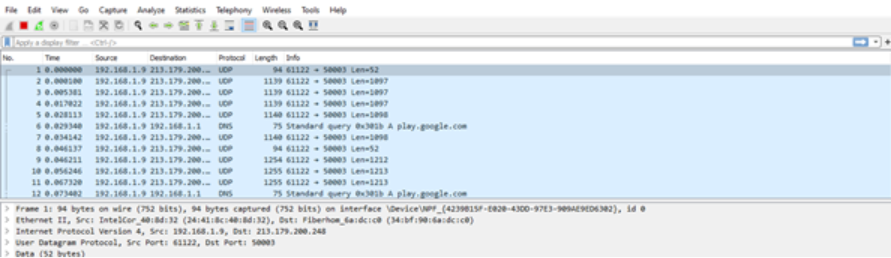 File Edit View Go Capture Analyze Statistics Telephony Wireless Tools Help
Apply a display filter ... <Ctrl-/>
No. Time Source Destination Protocol Length Info
1 0.000000 192.168.1.9 213.179.200... UDP 94 61122 → 50003 Len=52
2 0.000100 192.168.1.9 213.179.200... UDP 1139 61122 → 50003 Len=1097
3 0.005381 192.168.1.9 213.179.200... UDP 1139 61122 → 50003 Len=1097
4 0.017022 192.168.1.9 213.179.200... UDP 1139 61122 → 50003 Len=1097
5 0.028113 192.168.1.9 213.179.200... UDP 1140 61122 → 50003 Len=1098
6 0.029340 192.168.1.9 192.168.1.1 DNS 75 Standard query 0x301b A play.google.com
7 0.034142 192.168.1.9 213.179.200... UDP 1140 61122 → 50003 Len=1098
8 0.046137 192.168.1.9 213.179.200... UDP 94 61122 → 50003 Len=52
9 0.046211 192.168.1.9 213.179.200... UDP 1254 61122 → 50003 Len=1212
10 0.056246 192.168.1.9 213.179.200... UDP 1255 61122 → 50003 Len=1213
11 0.067320 192.168.1.9 213.179.200... UDP 1255 61122 → 50003 Len=1213
12 0.073402 192.168.1.9 192.168.1.1 DNS 75 Standard query 0x301b A play.google.com
> Frame 1: 94 bytes on wire (752 bits), 94 bytes captured (752 bits) on interface \Device\NPF_{4239B15F-E020-43DD-97E3-909AE9ED6302}, id 0
> Ethernet II, Src: IntelCor_40:8d:32 (24:41:8c:40:8d:32), Dst: Fiberhom_6a:dc:c0 (34:bf:90:6a:dc:c0)
> Internet Protocol Version 4, Src: 192.168.1.9, Dst: 213.179.200.248
> User Datagram Protocol, Src Port: 61122, Dst Port: 50003
> Data (52 bytes)